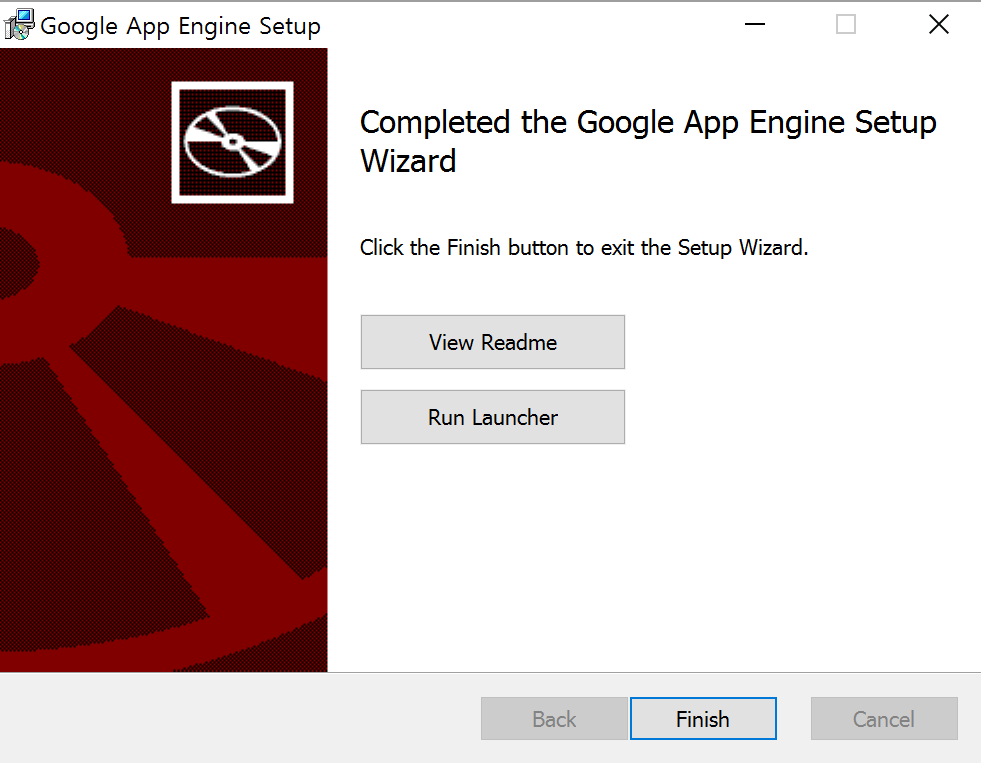 Google App Engine Setup
Completed the Google App Engine Setup
Wizard
Click the Finish button to exit the Setup Wizard.
View Readme
Run Launcher
Back
Finish
Cancel